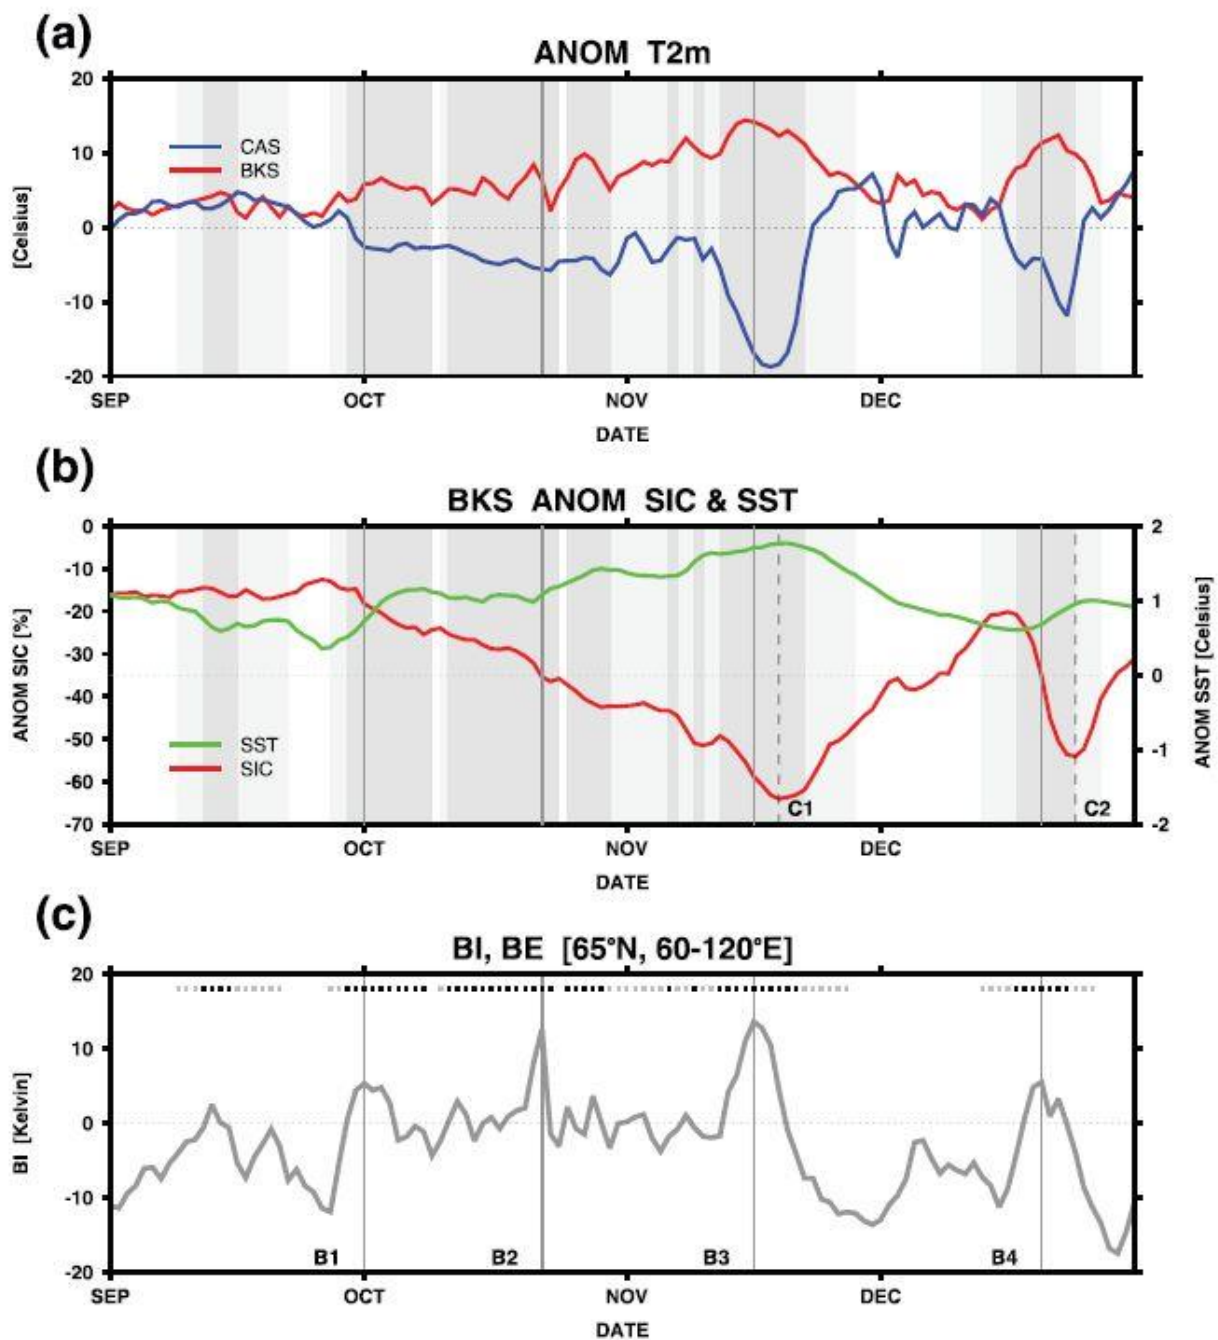 (a)
ANOM T2m
20
10
0
-10
-20
[Celsius]
CAS
BKS
SEP OCT NOV DEC
DATE
(b)
BKS ANOM SIC & SST
0
-10
-20
-30
-40
-50
-60
-70
ANOM SIC [%]
2
1
0
-1
-2
ANOM SST [Celsius]
SST
SIC
C1
C2
SEP OCT NOV DEC
DATE
(c)
BI, BE [65°N, 60-120°E]
20
10
0
-10
-20
BI [Kelvin]
B1 B2 B3 B4
SEP OCT NOV DEC
DATE